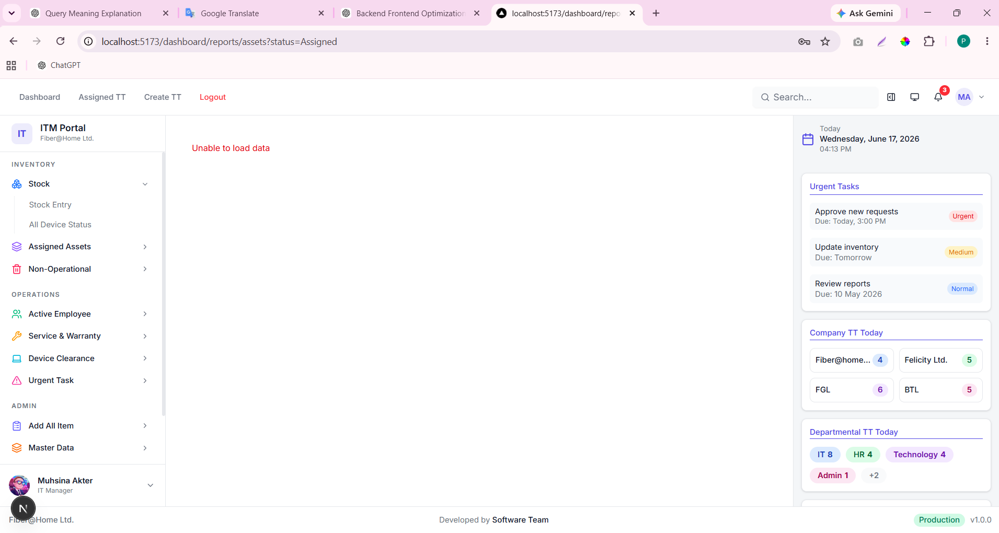 Query Meaning Explanation
Google Translate
Backend Frontend Optimization
localhost:5173/dashboard/repo
Ask Gemini
localhost:5173/dashboard/reports/assets?status=Assigned
P
ChatGPT
Dashboard
Assigned TT
Create TT
Logout
Search...
3
MA
IT
ITM Portal
Fiber@Home Ltd.
INVENTORY
Stock
Stock Entry
All Device Status
Assigned Assets
Non-Operational
OPERATIONS
Active Employee
Service & Warranty
Device Clearance
Urgent Task
ADMIN
Add All Item
Master Data
Muhsina Akter
IT Manager
N
Unable to load data
Today
Wednesday, June 17, 2026
04:13 PM
Urgent Tasks
Approve new requests
Due: Today, 3:00 PM
Urgent
Update inventory
Due: Tomorrow
Medium
Review reports
Due: 10 May 2026
Normal
Company TT Today
Fiber@home... 4
Felicity Ltd. 5
FGL 6
BTL 5
Departmental TT Today
IT 8
HR 4
Technology 4
Admin 1
+2
Fiber@Home Ltd.
Developed by Software Team
Production v1.0.0